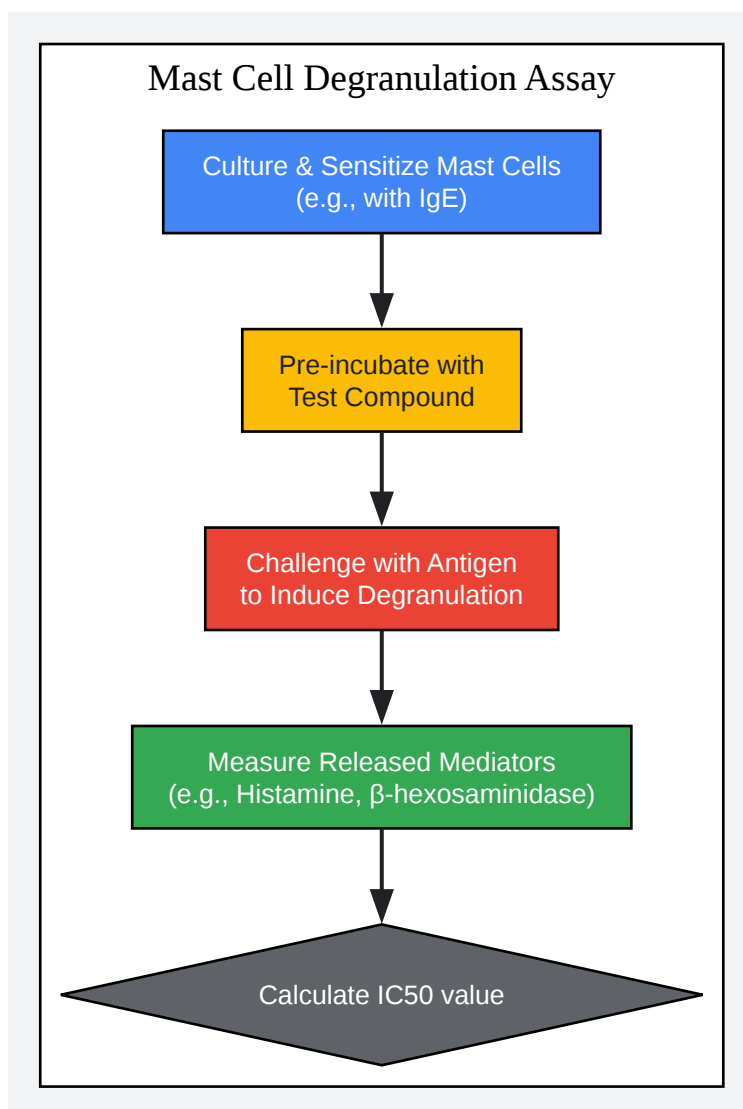 Mast Cell Degranulation Assay
Culture & Sensitize Mast Cells
(e.g., with IgE)
Pre-incubate with
Test Compound
Challenge with Antigen
to Induce Degranulation
Measure Released Mediators
(e.g., Histamine, β-hexosaminidase)
Calculate IC50 value